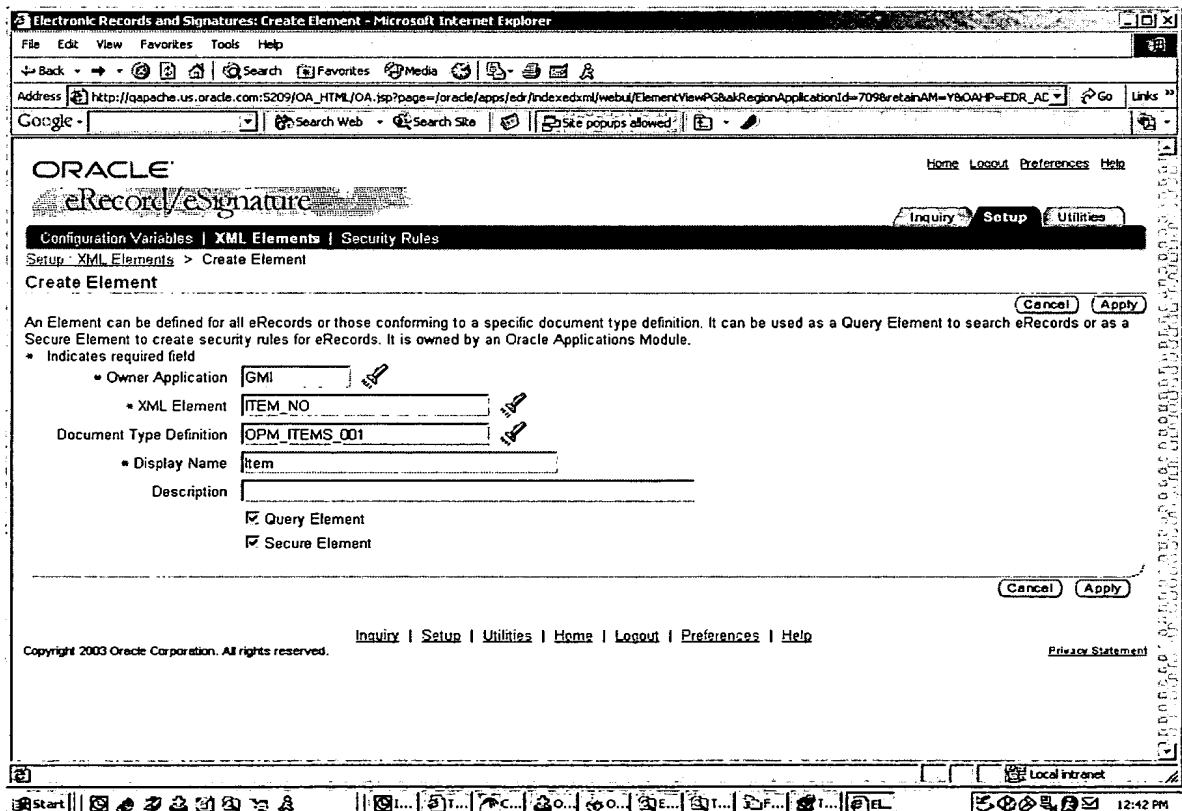 Electronic Records and Signatures: Create Element - Microsoft Internet Explorer
File Edit View Favorites Tools Help
Back Search Favorites Media
Address http://qapache.us.oracle.com:5209/OA_HTML/OA.jsp?page=/oracle/apps/edr/indexedxml/webui/ElementViewPG&akRegionApplicationId=709&retainAM=Y&OAHP=EDR_AD Go Links »
Google - Search Web - Search Site Site popups allowed
ORACLE Home Logout Preferences Help
eRecord/eSignature
Inquiry Setup Utilities
Configuration Variables | XML Elements | Security Rules
Setup : XML Elements > Create Element
Create Element
Cancel Apply
An Element can be defined for all eRecords or those conforming to a specific document type definition. It can be used as a Query Element to search eRecords or as a
Secure Element to create security rules for eRecords. It is owned by an Oracle Applications Module.
* Indicates required field
* Owner Application GMI
* XML Element ITEM_NO
Document Type Definition OPM_ITEMS_001
* Display Name Item
Description
Query Element
Secure Element
Cancel Apply
Inquiry | Setup | Utilities | Home | Logout | Preferences | Help
Copyright 2003 Oracle Corporation. All rights reserved. Privacy Statement
Local intranet
Start I... T... C... O... O... E... T... F... T... EL 12:42 PM